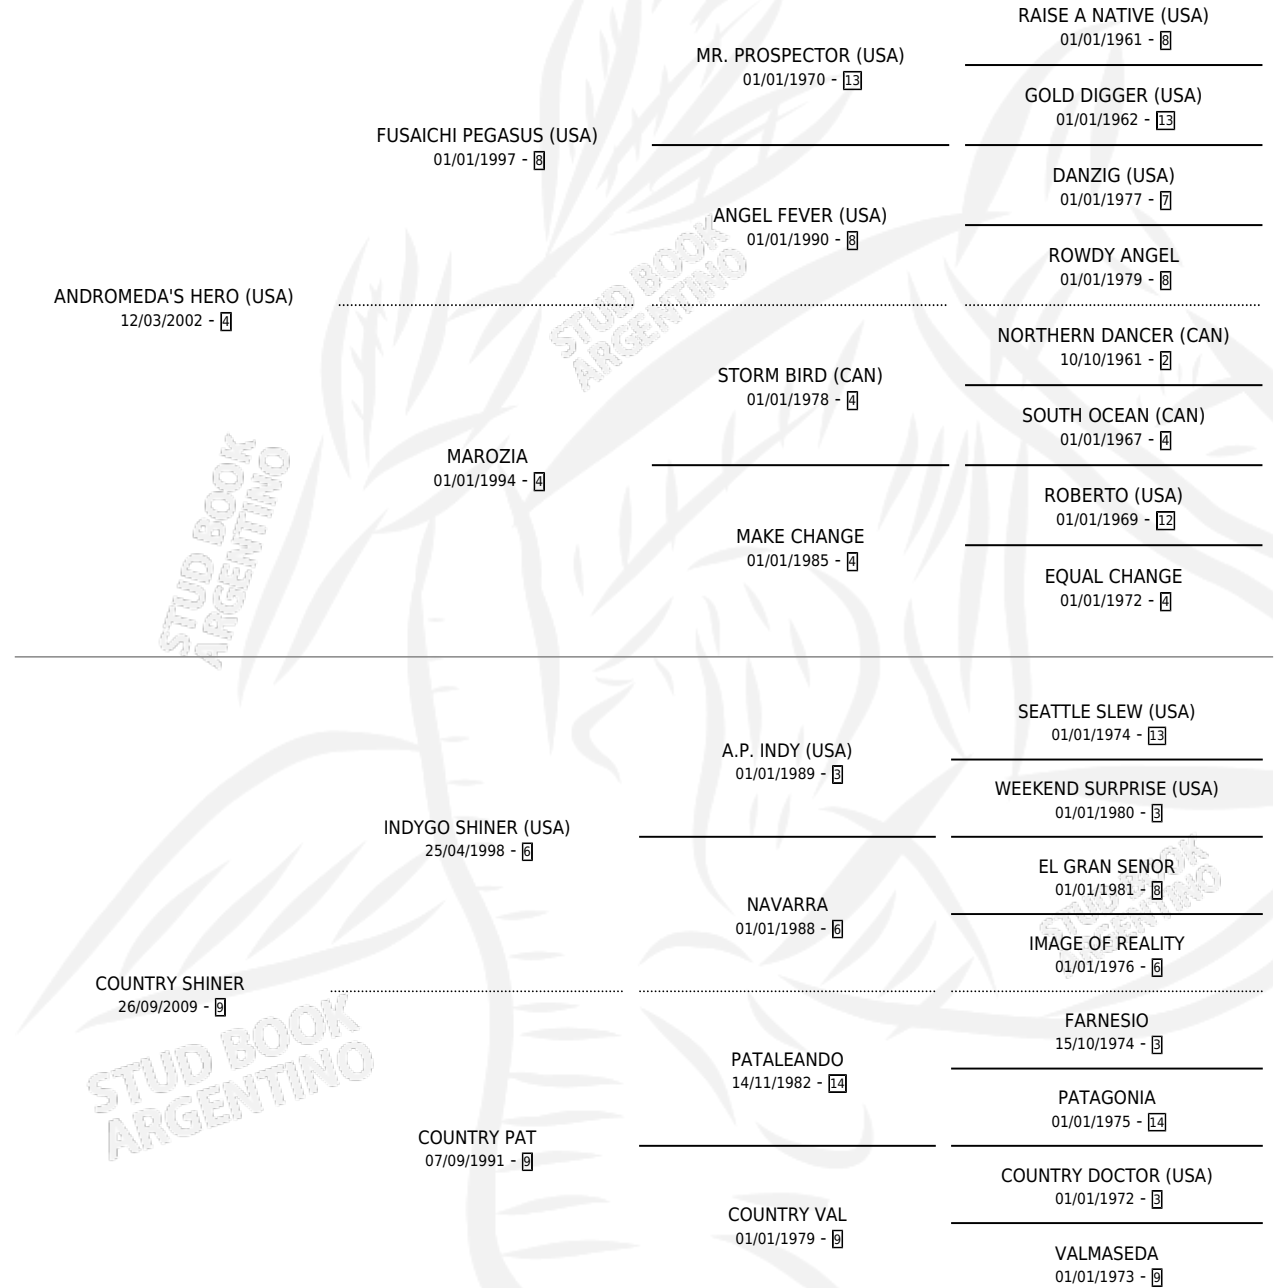 RAISE A NATIVE (USA)
01/01/1961 - 8
MR. PROSPECTOR (USA)
01/01/1970 - 13
GOLD DIGGER (USA)
01/01/1962 - 13
FUSAICHI PEGASUS (USA)
01/01/1997 - 8
DANZIG (USA)
01/01/1977 - 7
ANGEL FEVER (USA)
01/01/1990 - 8
ROWDY ANGEL
01/01/1979 - 8
ANDROMEDA'S HERO (USA)
12/03/2002 - 4
NORTHERN DANCER (CAN)
10/10/1961 - 2
STORM BIRD (CAN)
01/01/1978 - 4
SOUTH OCEAN (CAN)
01/01/1967 - 4
MAROZIA
01/01/1994 - 4
ROBERTO (USA)
01/01/1969 - 12
MAKE CHANGE
01/01/1985 - 4
EQUAL CHANGE
01/01/1972 - 4
STUD BOOK
ARGENTINO
STUD BOOK
ARGENTINO
SEATTLE SLEW (USA)
01/01/1974 - 13
A.P. INDY (USA)
01/01/1989 - 3
WEEKEND SURPRISE (USA)
01/01/1980 - 3
INDYGO SHINER (USA)
25/04/1998 - 6
EL GRAN SENOR
01/01/1981 - 8
NAVARRA
01/01/1988 - 6
IMAGE OF REALITY
01/01/1976 - 6
STUD BOOK
ARGENTINO
COUNTRY SHINER
26/09/2009 - 9
FARNESIO
15/10/1974 - 3
PATALEANDO
14/11/1982 - 14
PATAGONIA
01/01/1975 - 14
STUD BOOK
ARGENTINO
COUNTRY PAT
07/09/1991 - 9
COUNTRY DOCTOR (USA)
01/01/1972 - 3
COUNTRY VAL
01/01/1979 - 9
VALMASEDA
01/01/1973 - 9